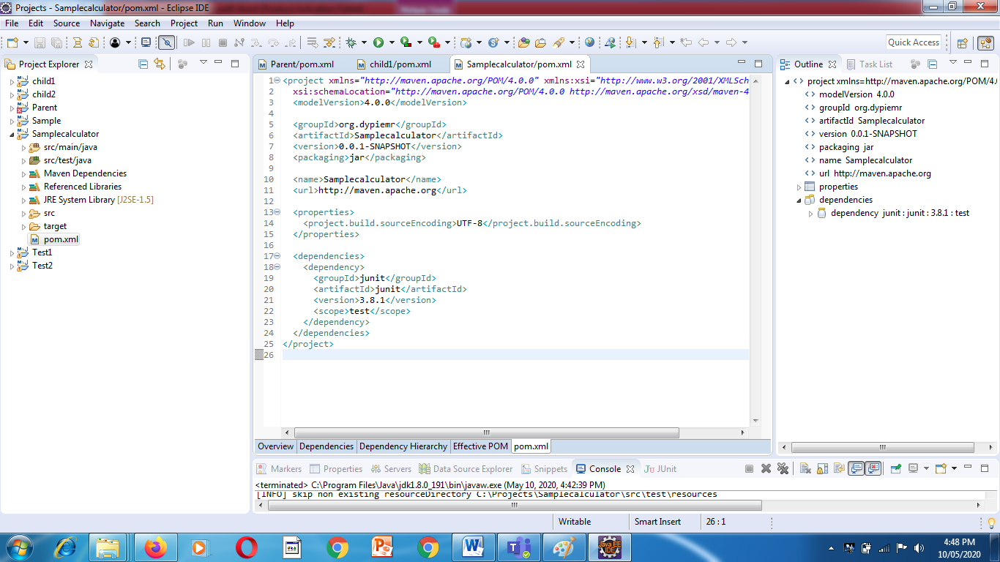 Projects - Samplecalculator/pom.xml - Eclipse IDE
File Edit Source Navigate Search Project Run Window Help
Quick Access
Project Explorer
child1
child2
Parent
Sample
Samplecalculator
src/main/java
src/test/java
Maven Dependencies
Referenced Libraries
JRE System Library [J2SE-1.5]
src
target
pom.xml
Test1
Test2
Parent/pom.xml child1/pom.xml Samplecalculator/pom.xml
1 <project xmlns="http://maven.apache.org/POM/4.0.0" xmlns:xsi="http://www.w3.org/2001/XMLSch
2 xsi:schemaLocation="http://maven.apache.org/POM/4.0.0 http://maven.apache.org/xsd/maven-4
3 <modelVersion>4.0.0</modelVersion>
4
5 <groupId>org.dypiemr</groupId>
6 <artifactId>Samplecalculator</artifactId>
7 <version>0.0.1-SNAPSHOT</version>
8 <packaging>jar</packaging>
9
10 <name>Samplecalculator</name>
11 <url>http://maven.apache.org</url>
12
13 <properties>
14 <project.build.sourceEncoding>UTF-8</project.build.sourceEncoding>
15 </properties>
16
17 <dependencies>
18 <dependency>
19 <groupId>junit</groupId>
20 <artifactId>junit</artifactId>
21 <version>3.8.1</version>
22 <scope>test</scope>
23 </dependency>
24 </dependencies>
25 </project>
26
Overview Dependencies Dependency Hierarchy Effective POM pom.xml
Outline Task List
project xmlns=http://maven.apache.org/POM/4.
modelVersion 4.0.0
groupId org.dypiemr
artifactId Samplecalculator
version 0.0.1-SNAPSHOT
packaging jar
name Samplecalculator
url http://maven.apache.org
properties
dependencies
dependency junit : junit : 3.8.1 : test
Markers Properties Servers Data Source Explorer Snippets Console JUnit
<terminated> C:\Program Files\Java\jdk1.8.0_191\bin\javaw.exe (May 10, 2020, 4:42:39 PM)
[INFO] skip non existing resourceDirectory C:\Projects\Samplecalculator\src\test\resources
Writable Smart Insert 26 : 1
Java EE
IDE
4:48 PM
10/05/2020